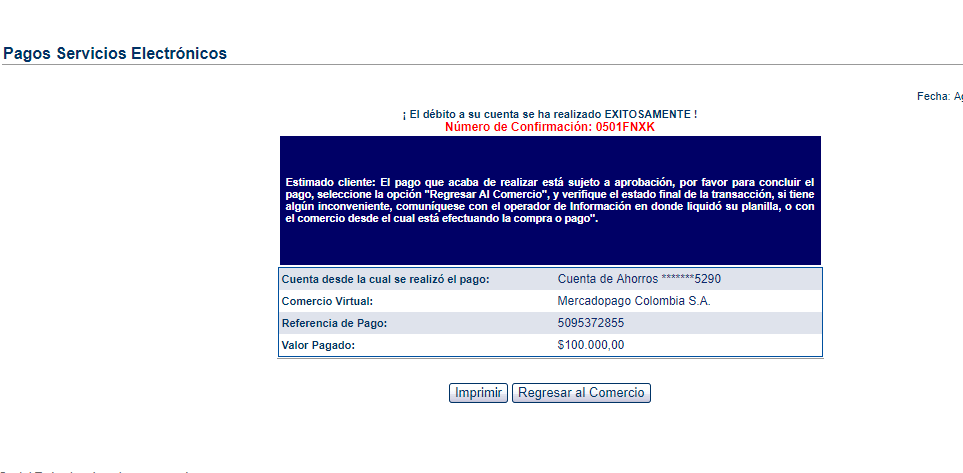 Pagos Servicios Electrónicos
Fecha:
¡ El débito a su cuenta se ha realizado EXITOSAMENTE !
Número de Confirmación: 0501FNXK
Estimado cliente: El pago que acaba de realizar está sujeto a aprobación, por favor para concluir el
pago, seleccione la opción "Regresar Al Comercio", y verifique el estado final de la transacción, si tiene
algún inconveniente, comuníquese con el operador de Información en donde liquidó su planilla, o con
el comercio desde el cual está efectuando la compra o pago".
Cuenta desde la cual se realizó el pago: Cuenta de Ahorros *******5290
Comercio Virtual: Mercadopago Colombia S.A.
Referencia de Pago: 5095372855
Valor Pagado: $100.000,00
Imprimir Regresar al Comercio